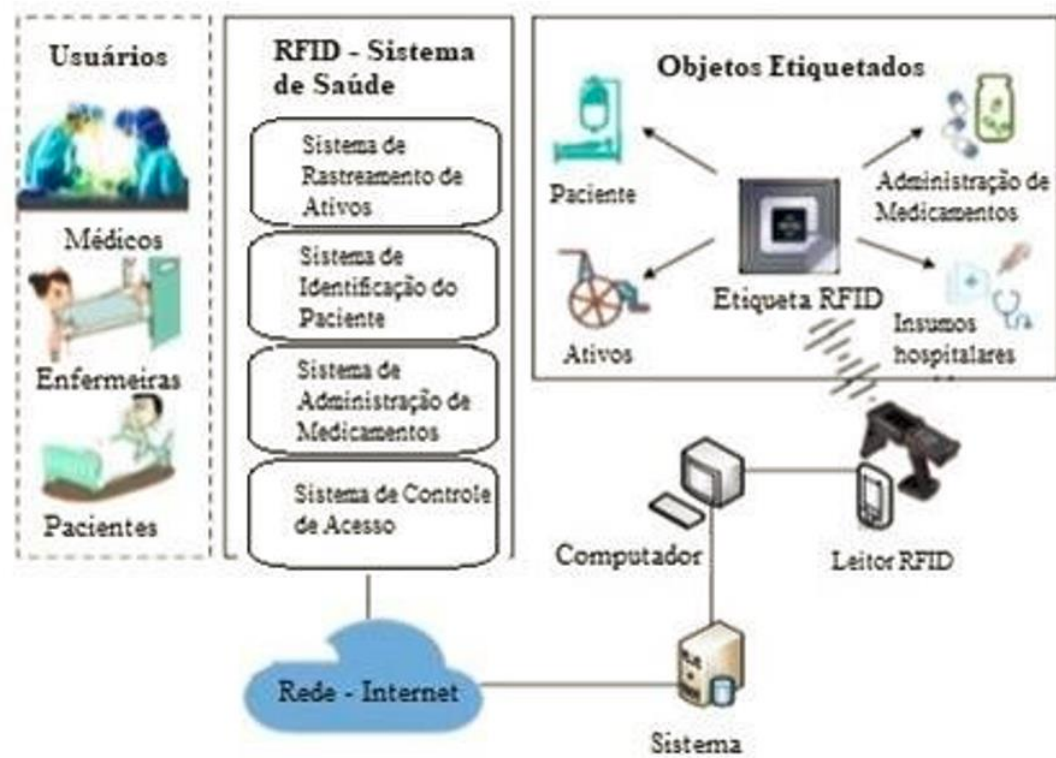 Usuários
Médicos
Enfermeiras
Pacientes
RFID - Sistema
de Saúde
Sistema de
Rastreamento de
Ativos
Sistema de
Identificação do
Paciente
Sistema de
Administração de
Medicamentos
Sistema de Controle
de Acesso
Objetos Etiquetados
Paciente
Administração de
Medicamentos
Etiqueta RFID
Ativos
Insumos
hospitalares
Computador
Leitor RFID
Rede - Internet
Sistema